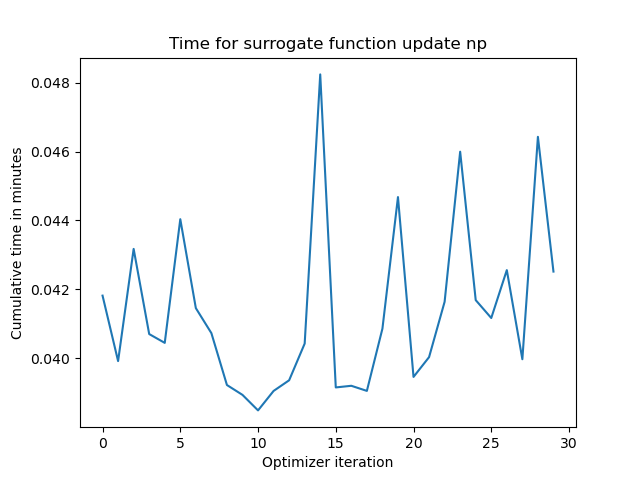 Time for surrogate function update np
Cumulative time in minutes
0.048
0.046
0.044
0.042
0.040
0 5 10 15 20 25 30
Optimizer iteration